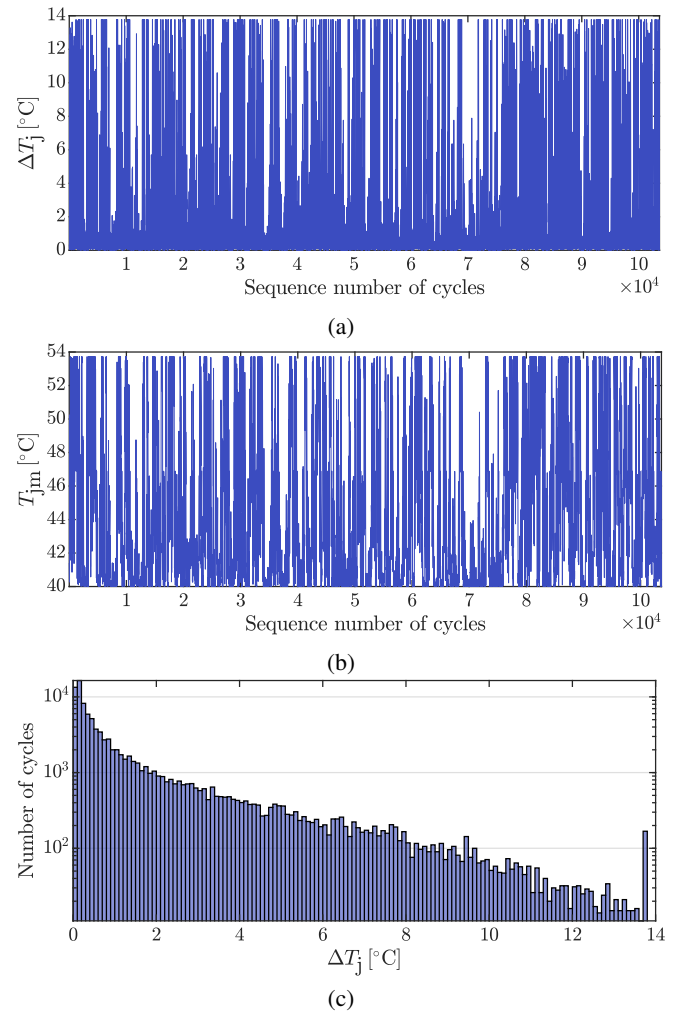 14
12
10
8
6
4
2
0
ΔTj [°C]
1 2 3 4 5 6 7 8 9 10
Sequence number of cycles
×10^4
(a)
54
52
50
48
46
44
42
40
Tjm [°C]
1 2 3 4 5 6 7 8 9 10
Sequence number of cycles
×10^4
(b)
10^4
10^3
10^2
Number of cycles
0 2 4 6 8 10 12 14
ΔTj [°C]
(c)